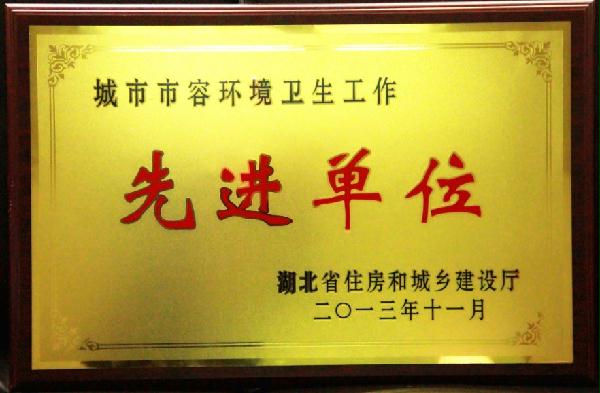 城市市容环境卫生工作
先进单位
湖北省住房和城乡建设厅
二〇一三年十一月